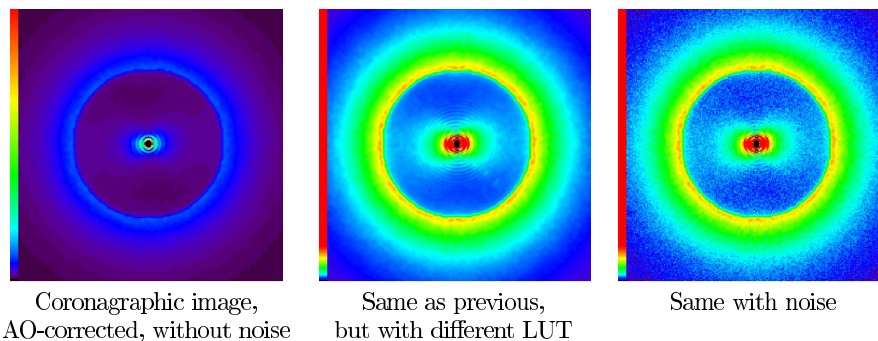 Coronagraphic image,
AO-corrected, without noise
Same as previous,
but with different LUT
Same with noise